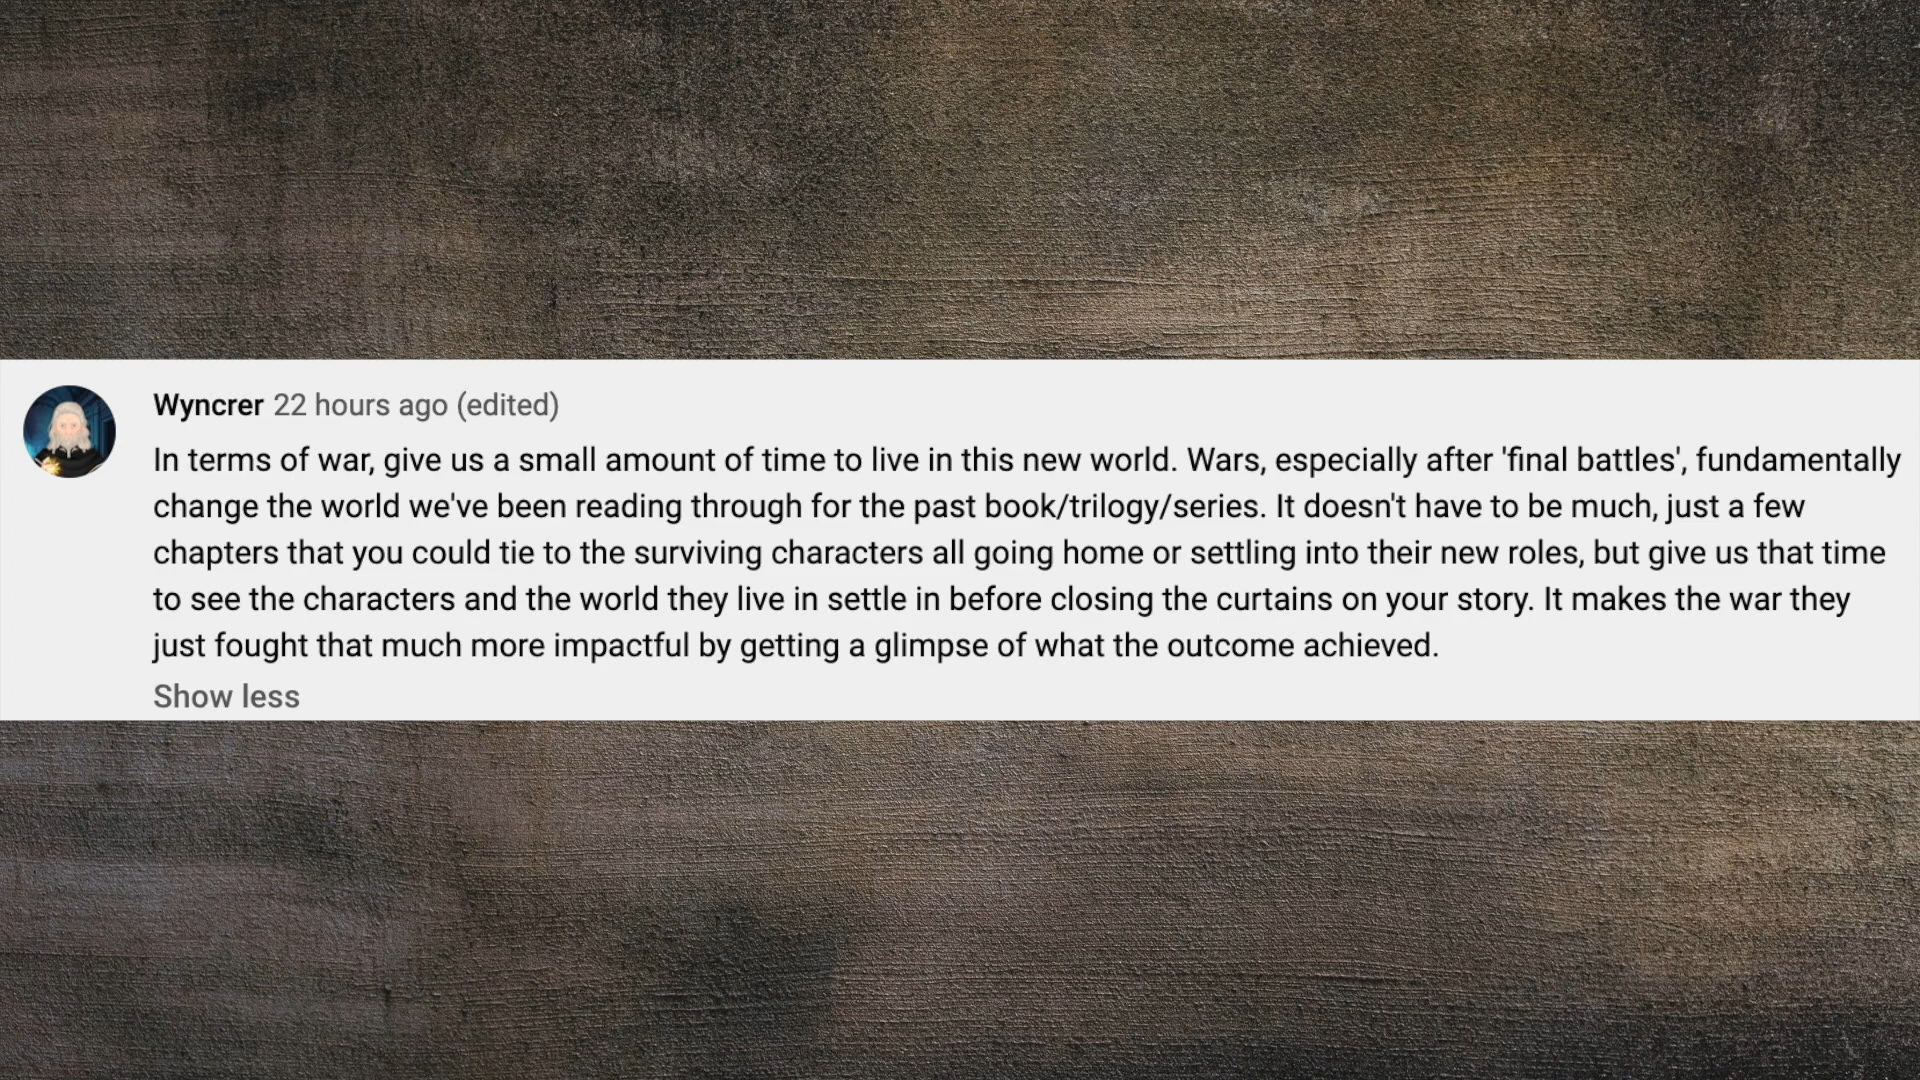 Wyncrer 22 hours ago (edited)
In terms of war, give us a small amount of time to live in this new world. Wars, especially after 'final battles', fundamentally
change the world we've been reading through for the past book/trilogy/series. It doesn't have to be much, just a few
chapters that you could tie to the surviving characters all going home or settling into their new roles, but give us that time
to see the characters and the world they live in settle in before closing the curtains on your story. It makes the war they
just fought that much more impactful by getting a glimpse of what the outcome achieved.
Show less